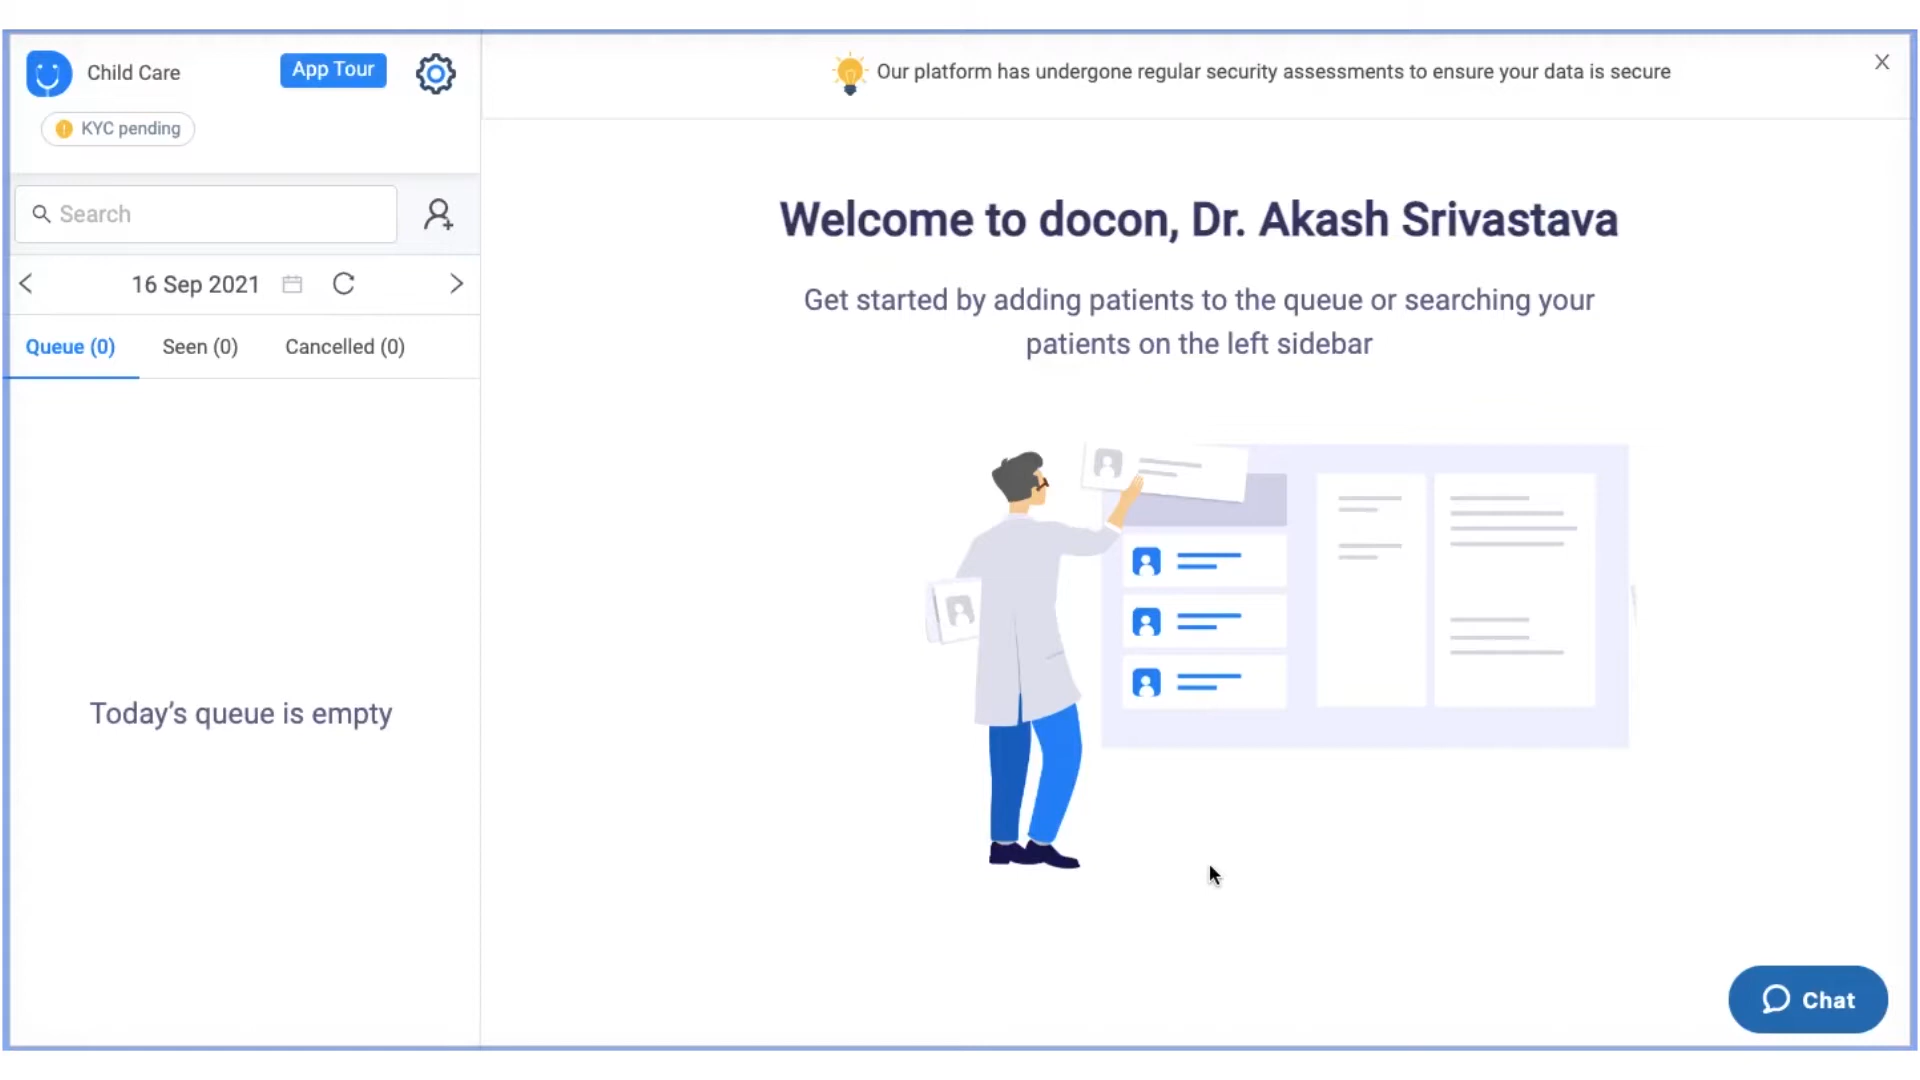 Child Care
App Tour
KYC pending
Search
16 Sep 2021
Queue (0)
Seen (0)
Cancelled (0)
Today’s queue is empty
Our platform has undergone regular security assessments to ensure your data is secure
Welcome to docon, Dr. Akash Srivastava
Get started by adding patients to the queue or searching your
patients on the left sidebar
Chat